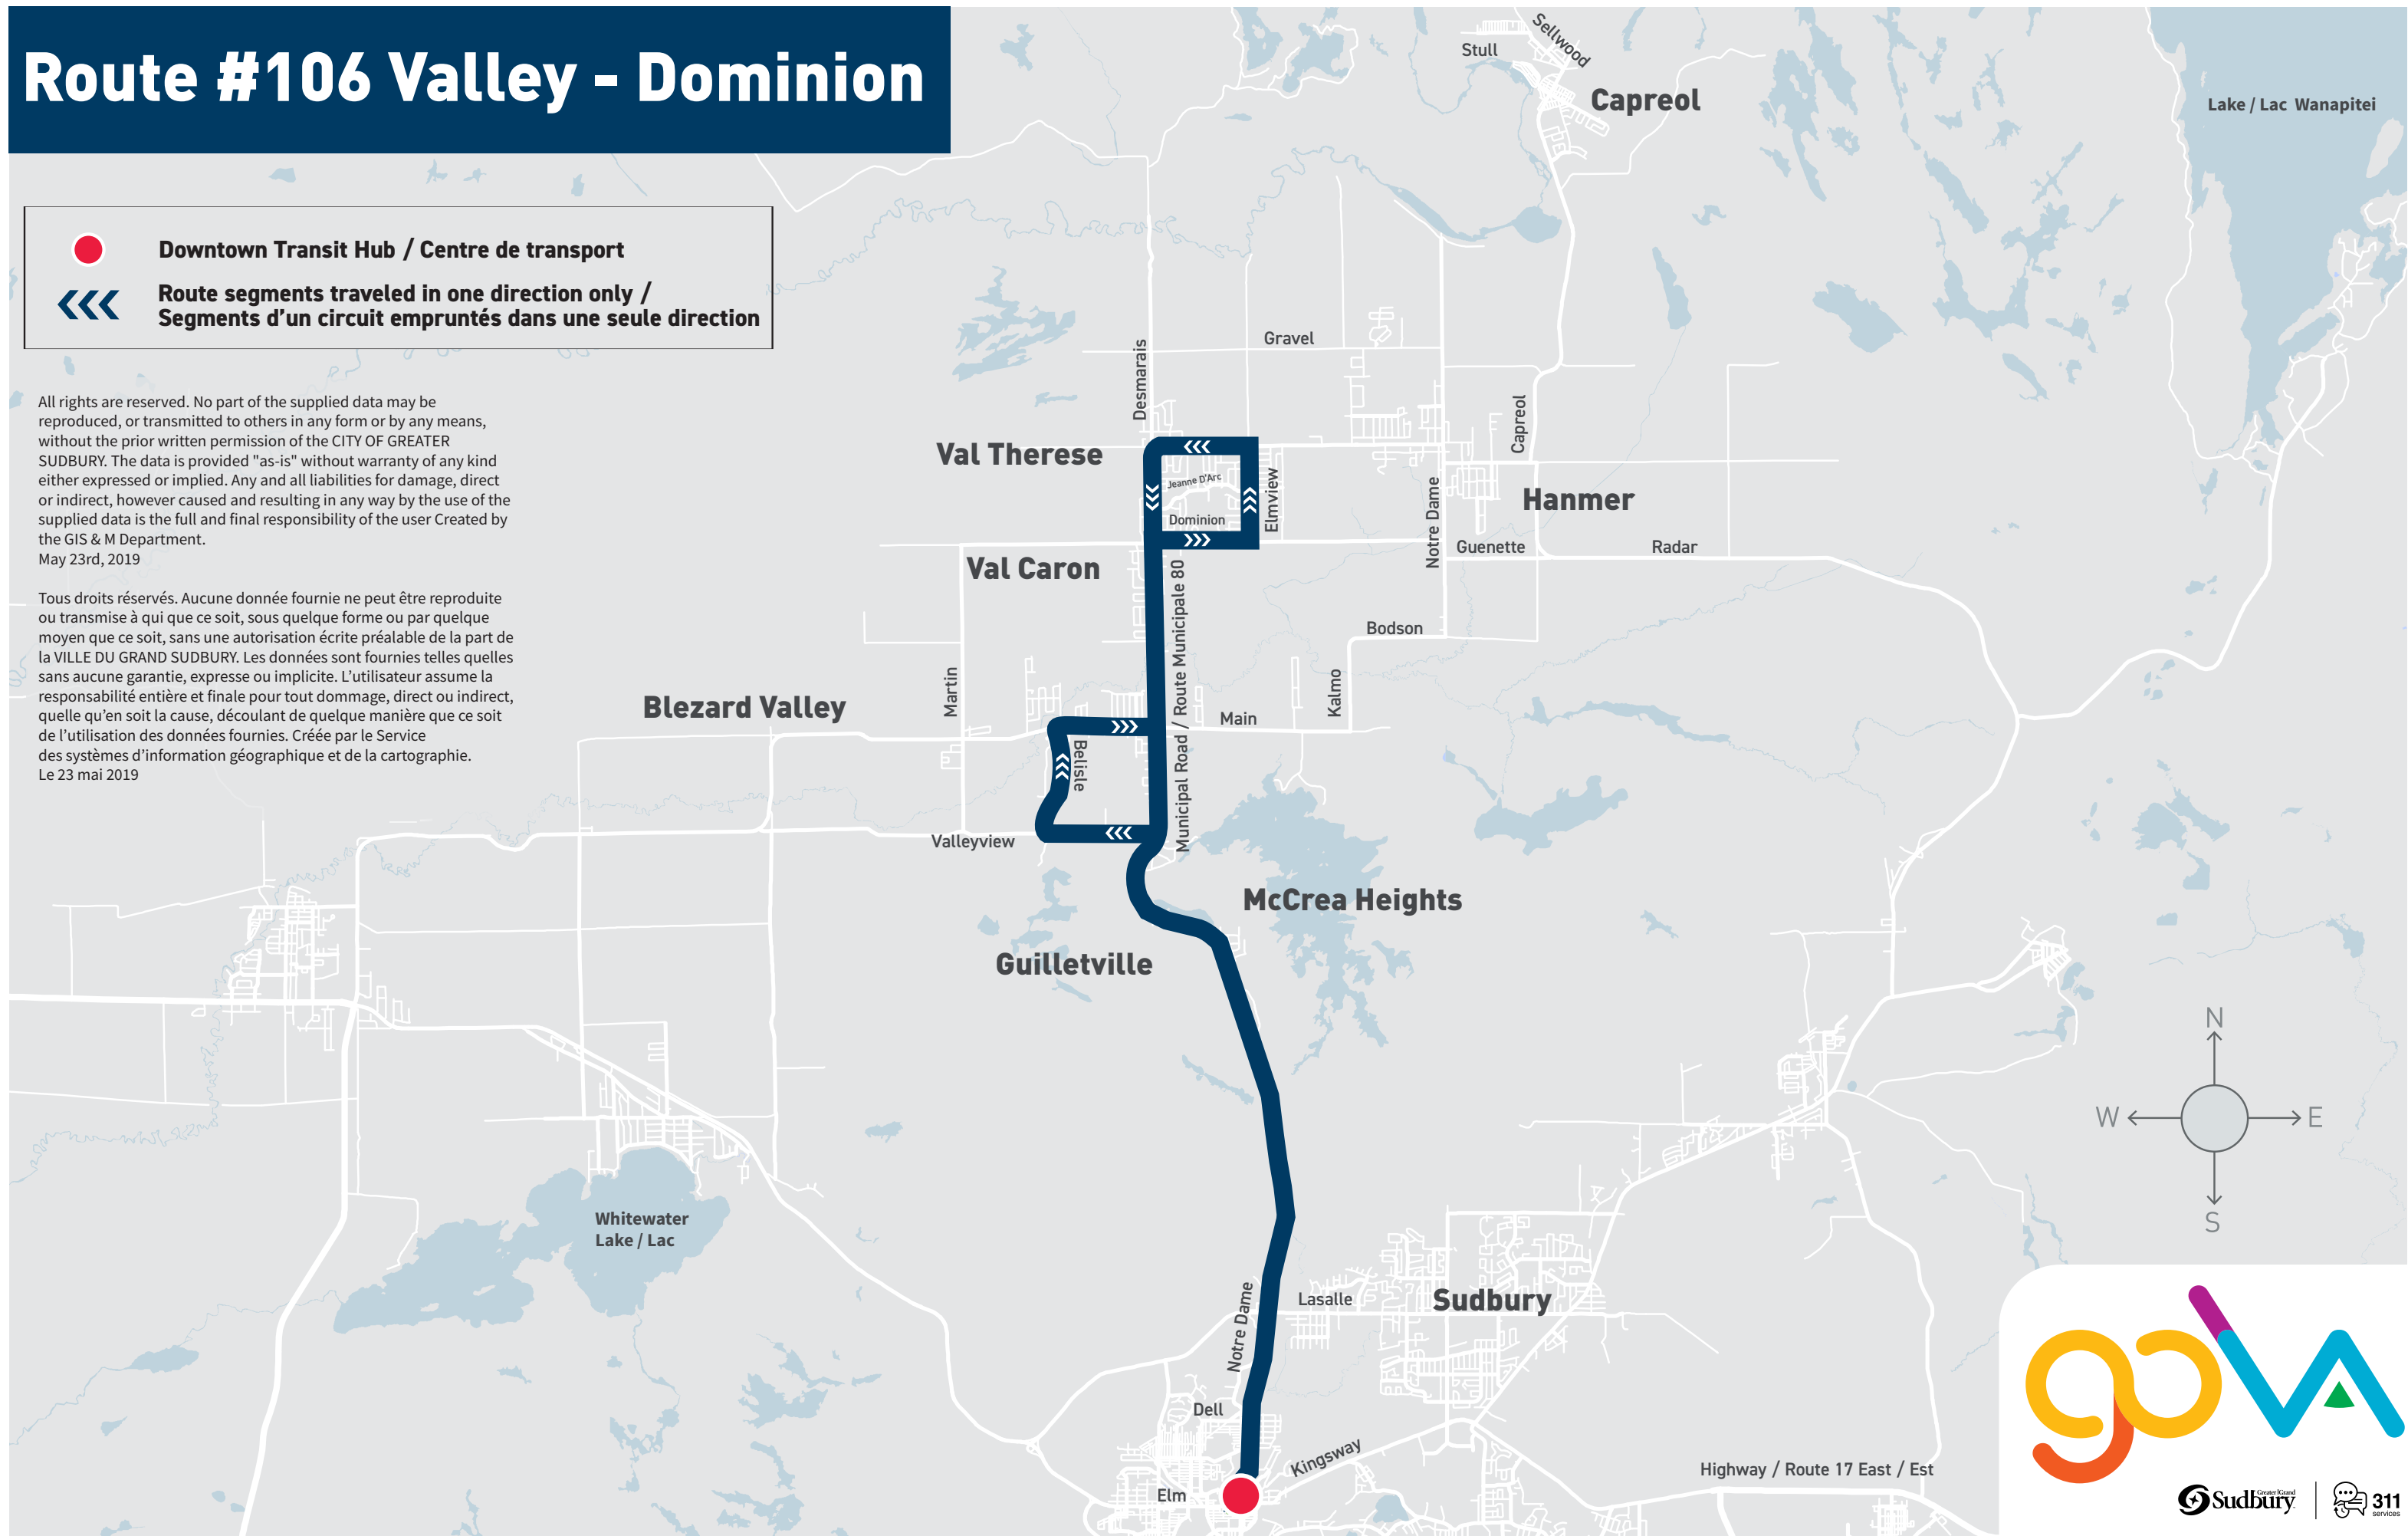 Route #106 Valley - Dominion
Downtown Transit Hub / Centre de transport
Route segments traveled in one direction only /
Segments d’un circuit empruntés dans une seule direction
All rights are reserved. No part of the supplied data may be
reproduced, or transmitted to others in any form or by any means,
without the prior written permission of the CITY OF GREATER
SUDBURY. The data is provided "as-is" without warranty of any kind
either expressed or implied. Any and all liabilities for damage, direct
or indirect, however caused and resulting in any way by the use of the
supplied data is the full and final responsibility of the user Created by
the GIS & M Department.
May 23rd, 2019
Tous droits réservés. Aucune donnée fournie ne peut être reproduite
ou transmise à qui que ce soit, sous quelque forme ou par quelque
moyen que ce soit, sans une autorisation écrite préalable de la part de
la VILLE DU GRAND SUDBURY. Les données sont fournies telles quelles
sans aucune garantie, expresse ou implicite. L’utilisateur assume la
responsabilité entière et finale pour tout dommage, direct ou indirect,
quelle qu’en soit la cause, découlant de quelque manière que ce soit
de l’utilisation des données fournies. Créée par le Service
des systèmes d’information géographique et de la cartographie.
Le 23 mai 2019
Stull
Sellwood
Capreol
Lake / Lac Wanapitei
Gravel
Desmarais
Capreol
Val Therese
Jeanne D'Arc
Elmview
Dominion
Notre Dame
Hanmer
Guenette
Radar
Val Caron
Municipal Road / Route Municipale 80
Bodson
Martin
Kalmo
Blezard Valley
Main
Belisle
Valleyview
McCrea Heights
Guilletville
N
W
E
S
Whitewater
Lake / Lac
Notre Dame
Lasalle
Sudbury
Dell
Kingsway
Elm
Highway / Route 17 East / Est
gOVA
Greater | Grand
Sudbury
311
services